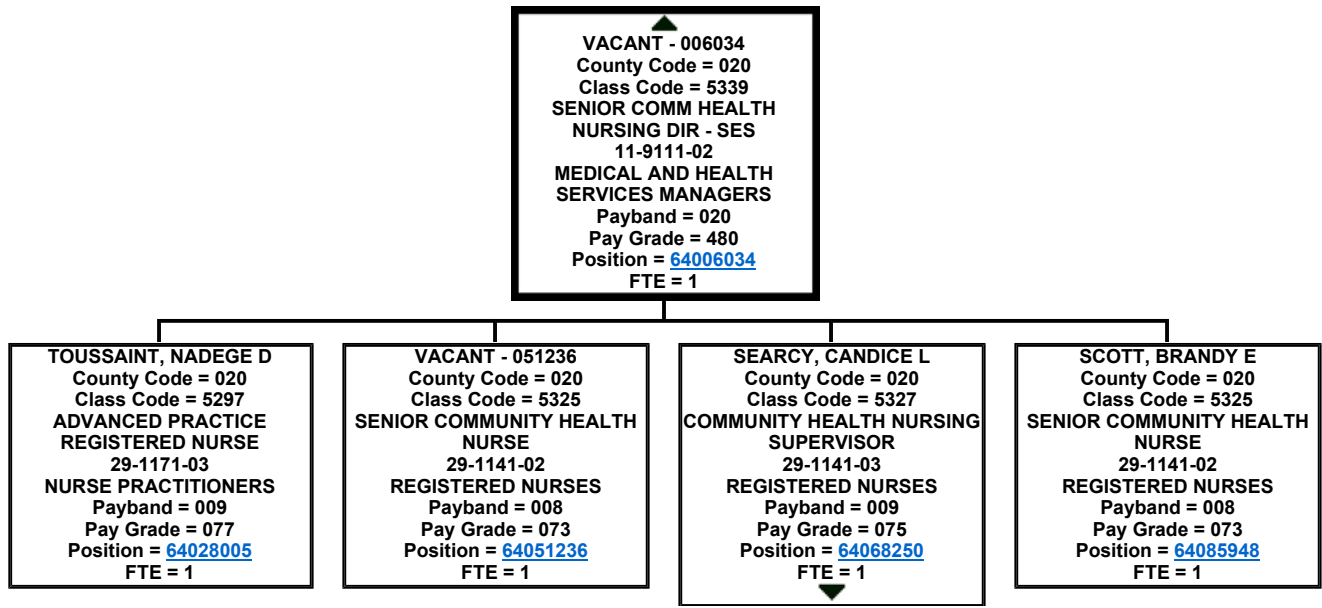 VACANT - 006034
County Code = 020
Class Code = 5339
SENIOR COMM HEALTH
NURSING DIR - SES
11-9111-02
MEDICAL AND HEALTH
SERVICES MANAGERS
Payband = 020
Pay Grade = 480
Position = 64006034
FTE = 1
TOUSSAINT, NADEGE D
County Code = 020
Class Code = 5297
ADVANCED PRACTICE
REGISTERED NURSE
29-1171-03
NURSE PRACTITIONERS
Payband = 009
Pay Grade = 077
Position = 64028005
FTE = 1
VACANT - 051236
County Code = 020
Class Code = 5325
SENIOR COMMUNITY HEALTH
NURSE
29-1141-02
REGISTERED NURSES
Payband = 008
Pay Grade = 073
Position = 64051236
FTE = 1
SEARCY, CANDICE L
County Code = 020
Class Code = 5327
COMMUNITY HEALTH NURSING
SUPERVISOR
29-1141-03
REGISTERED NURSES
Payband = 009
Pay Grade = 075
Position = 64068250
FTE = 1
SCOTT, BRANDY E
County Code = 020
Class Code = 5325
SENIOR COMMUNITY HEALTH
NURSE
29-1141-02
REGISTERED NURSES
Payband = 008
Pay Grade = 073
Position = 64085948
FTE = 1